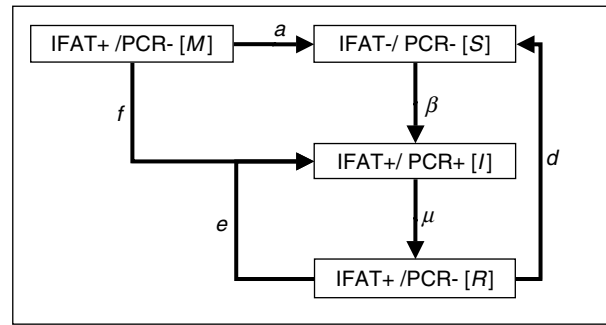 IFAT+ /PCR- [M]
a
IFAT-/ PCR- [S]
f
β
d
IFAT+/ PCR+ [I]
e
μ
IFAT+ /PCR- [R]